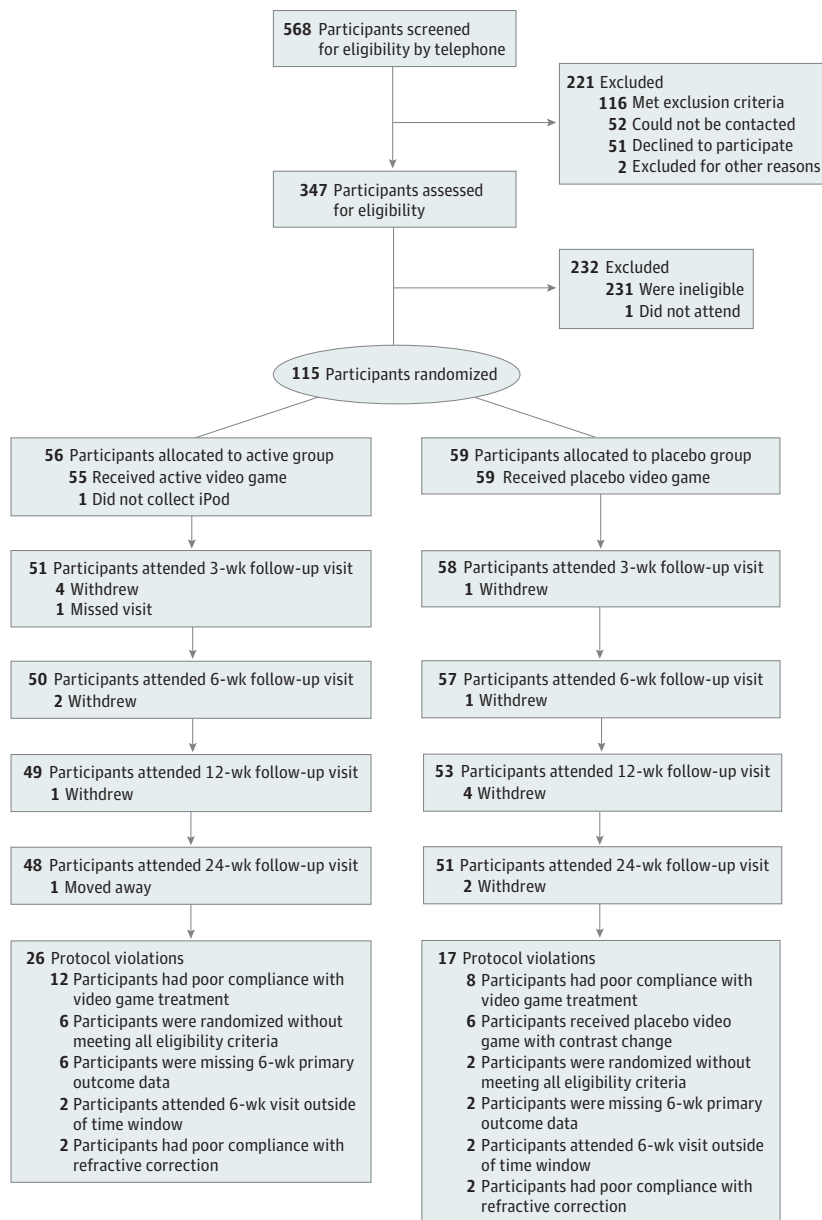 568 Participants screened
for eligibility by telephone
221 Excluded
116 Met exclusion criteria
52 Could not be contacted
51 Declined to participate
2 Excluded for other reasons
347 Participants assessed
for eligibility
232 Excluded
231 Were ineligible
1 Did not attend
115 Participants randomized
56 Participants allocated to active group
55 Received active video game
1 Did not collect iPod
59 Participants allocated to placebo group
59 Received placebo video game
51 Participants attended 3-wk follow-up visit
4 Withdrew
1 Missed visit
58 Participants attended 3-wk follow-up visit
1 Withdrew
50 Participants attended 6-wk follow-up visit
2 Withdrew
57 Participants attended 6-wk follow-up visit
1 Withdrew
49 Participants attended 12-wk follow-up visit
1 Withdrew
53 Participants attended 12-wk follow-up visit
4 Withdrew
48 Participants attended 24-wk follow-up visit
1 Moved away
51 Participants attended 24-wk follow-up visit
2 Withdrew
26 Protocol violations
12 Participants had poor compliance with
video game treatment
6 Participants were randomized without
meeting all eligibility criteria
6 Participants were missing 6-wk primary
outcome data
2 Participants attended 6-wk visit outside
of time window
2 Participants had poor compliance with
refractive correction
17 Protocol violations
8 Participants had poor compliance with
video game treatment
6 Participants received placebo video
game with contrast change
2 Participants were randomized without
meeting all eligibility criteria
2 Participants were missing 6-wk primary
outcome data
2 Participants attended 6-wk visit outside
of time window
2 Participants had poor compliance with
refractive correction